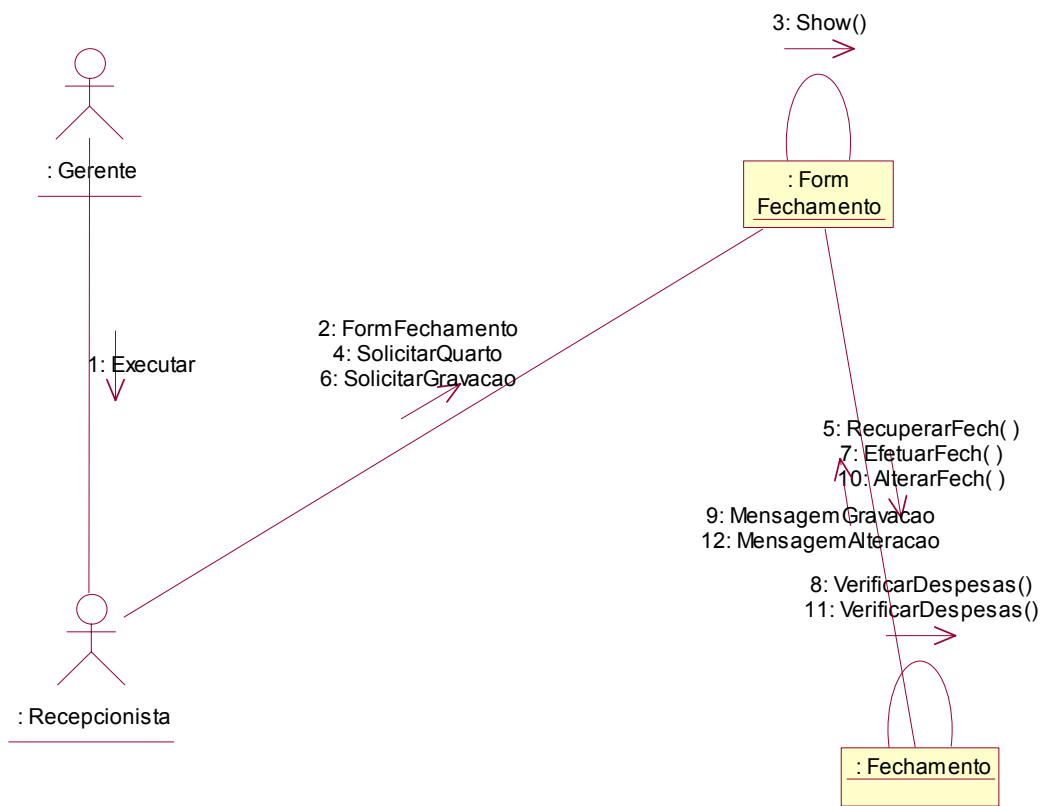 3: Show()
: Gerente
: Form
Fechamento
2: FormFechamento
4: SolicitarQuarto
6: SolicitarGravacao
1: Executar
5: RecuperarFech( )
7: EfetuarFech( )
10: AlterarFech( )
9: MensagemGravacao
12: MensagemAlteracao
8: VerificarDespesas()
11: VerificarDespesas()
: Recepcionista
: Fechamento